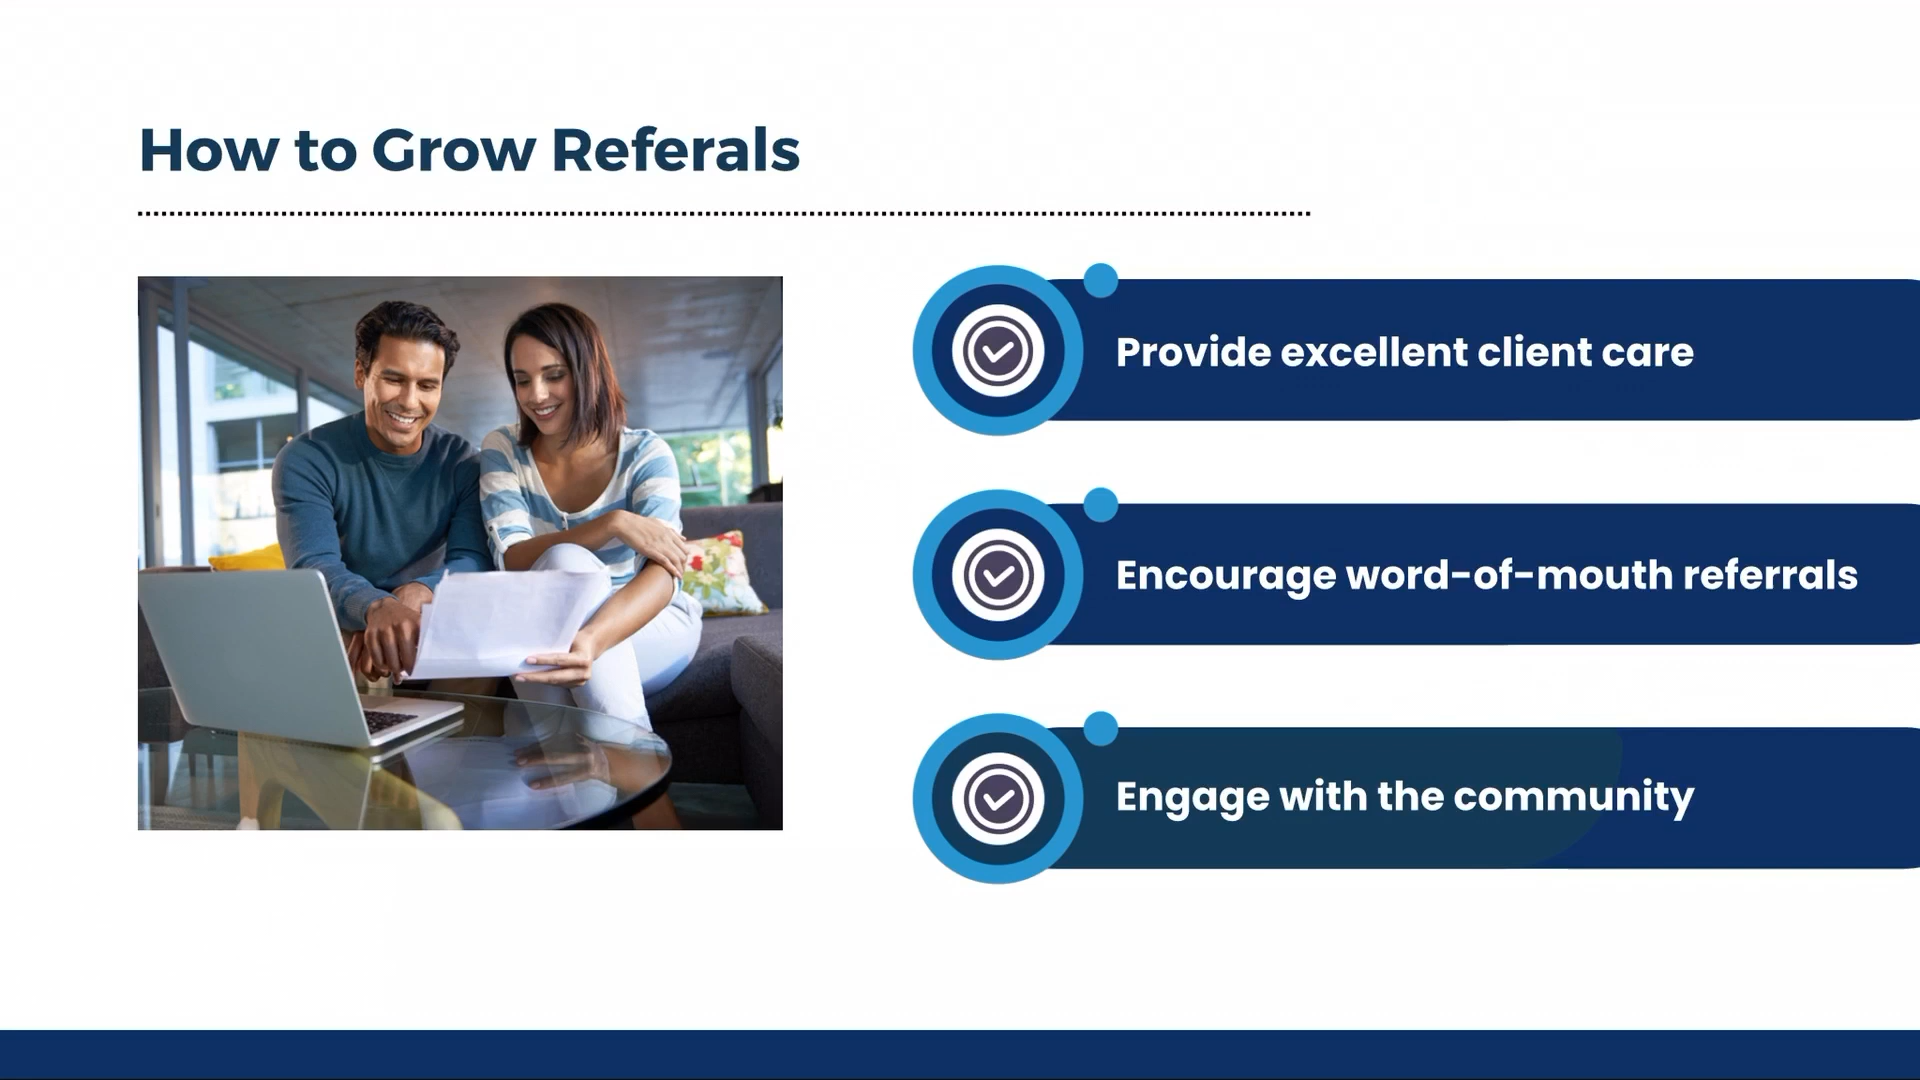 How to Grow Referals
Provide excellent client care
Encourage word-of-mouth referrals
Engage with the community